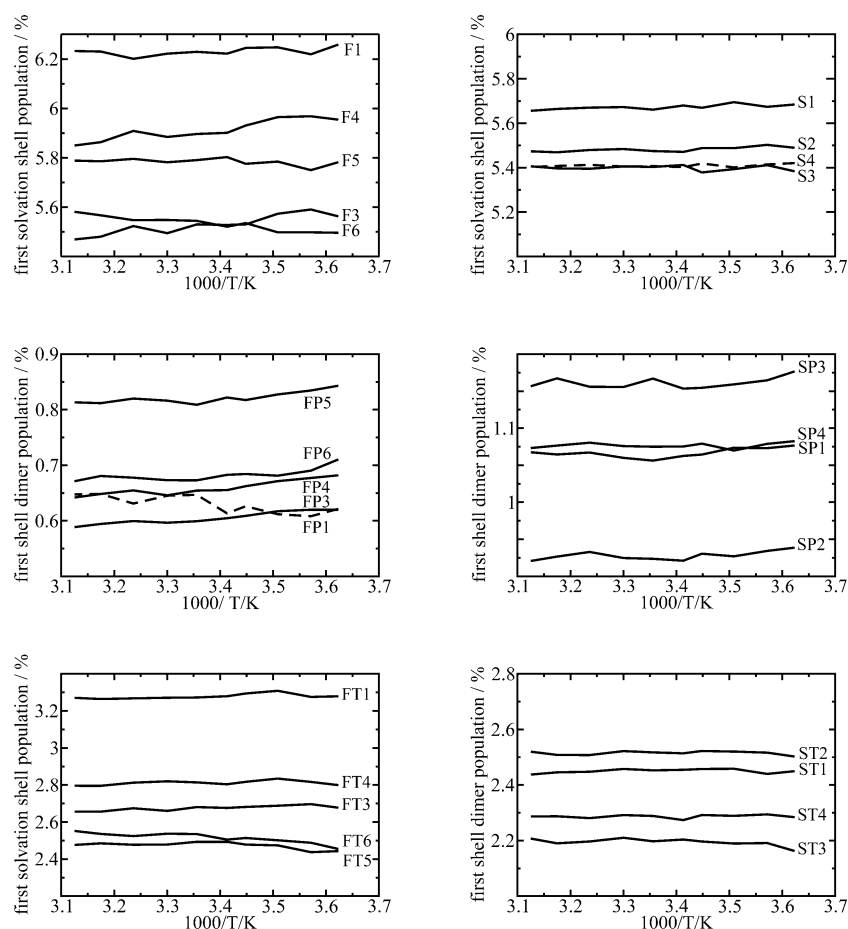 first solvation shell population / %
6.2
6
5.8
5.6
3.1 3.2 3.3 3.4 3.5 3.6 3.7
1000/T/K
F1
F4
F5
F3
F6
first solvation shell population / %
6
5.8
5.6
5.4
5.2
3.1 3.2 3.3 3.4 3.5 3.6 3.7
1000/T/K
S1
S2
S4
S3
first shell dimer population / %
0.9
0.8
0.7
0.6
3.1 3.2 3.3 3.4 3.5 3.6 3.7
1000/ T/K
FP5
FP6
FP4
FP3
FP1
first shell dimer population / %
1.1
1
3.1 3.2 3.3 3.4 3.5 3.6 3.7
1000/T/K
SP3
SP4
SP1
SP2
first solvation shell population / %
3.2
3
2.8
2.6
2.4
3.1 3.2 3.3 3.4 3.5 3.6 3.7
1000/T/K
FT1
FT4
FT3
FT6
FT5
first shell dimer population / %
2.8
2.6
2.4
2.2
3.1 3.2 3.3 3.4 3.5 3.6 3.7
1000/T/K
ST2
ST1
ST4
ST3